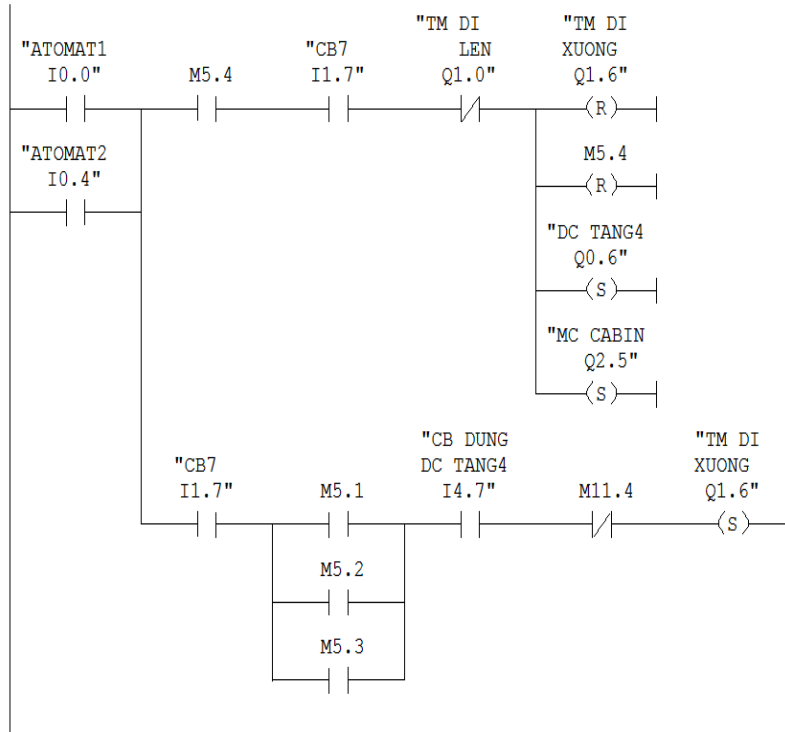 "ATOMAT1
I0.0"
M5.4
"CB7
I1.7"
"TM DI
LEN
Q1.0"
"TM DI
XUONG
Q1.6"
(R)
"ATOMAT2
I0.4"
M5.4
(R)
"DC TANG4
Q0.6"
(S)
"MC CABIN
Q2.5"
(S)
"CB7
I1.7"
M5.1
"CB DUNG
DC TANG4
I4.7"
M11.4
"TM DI
XUONG
Q1.6"
(S)
M5.2
M5.3